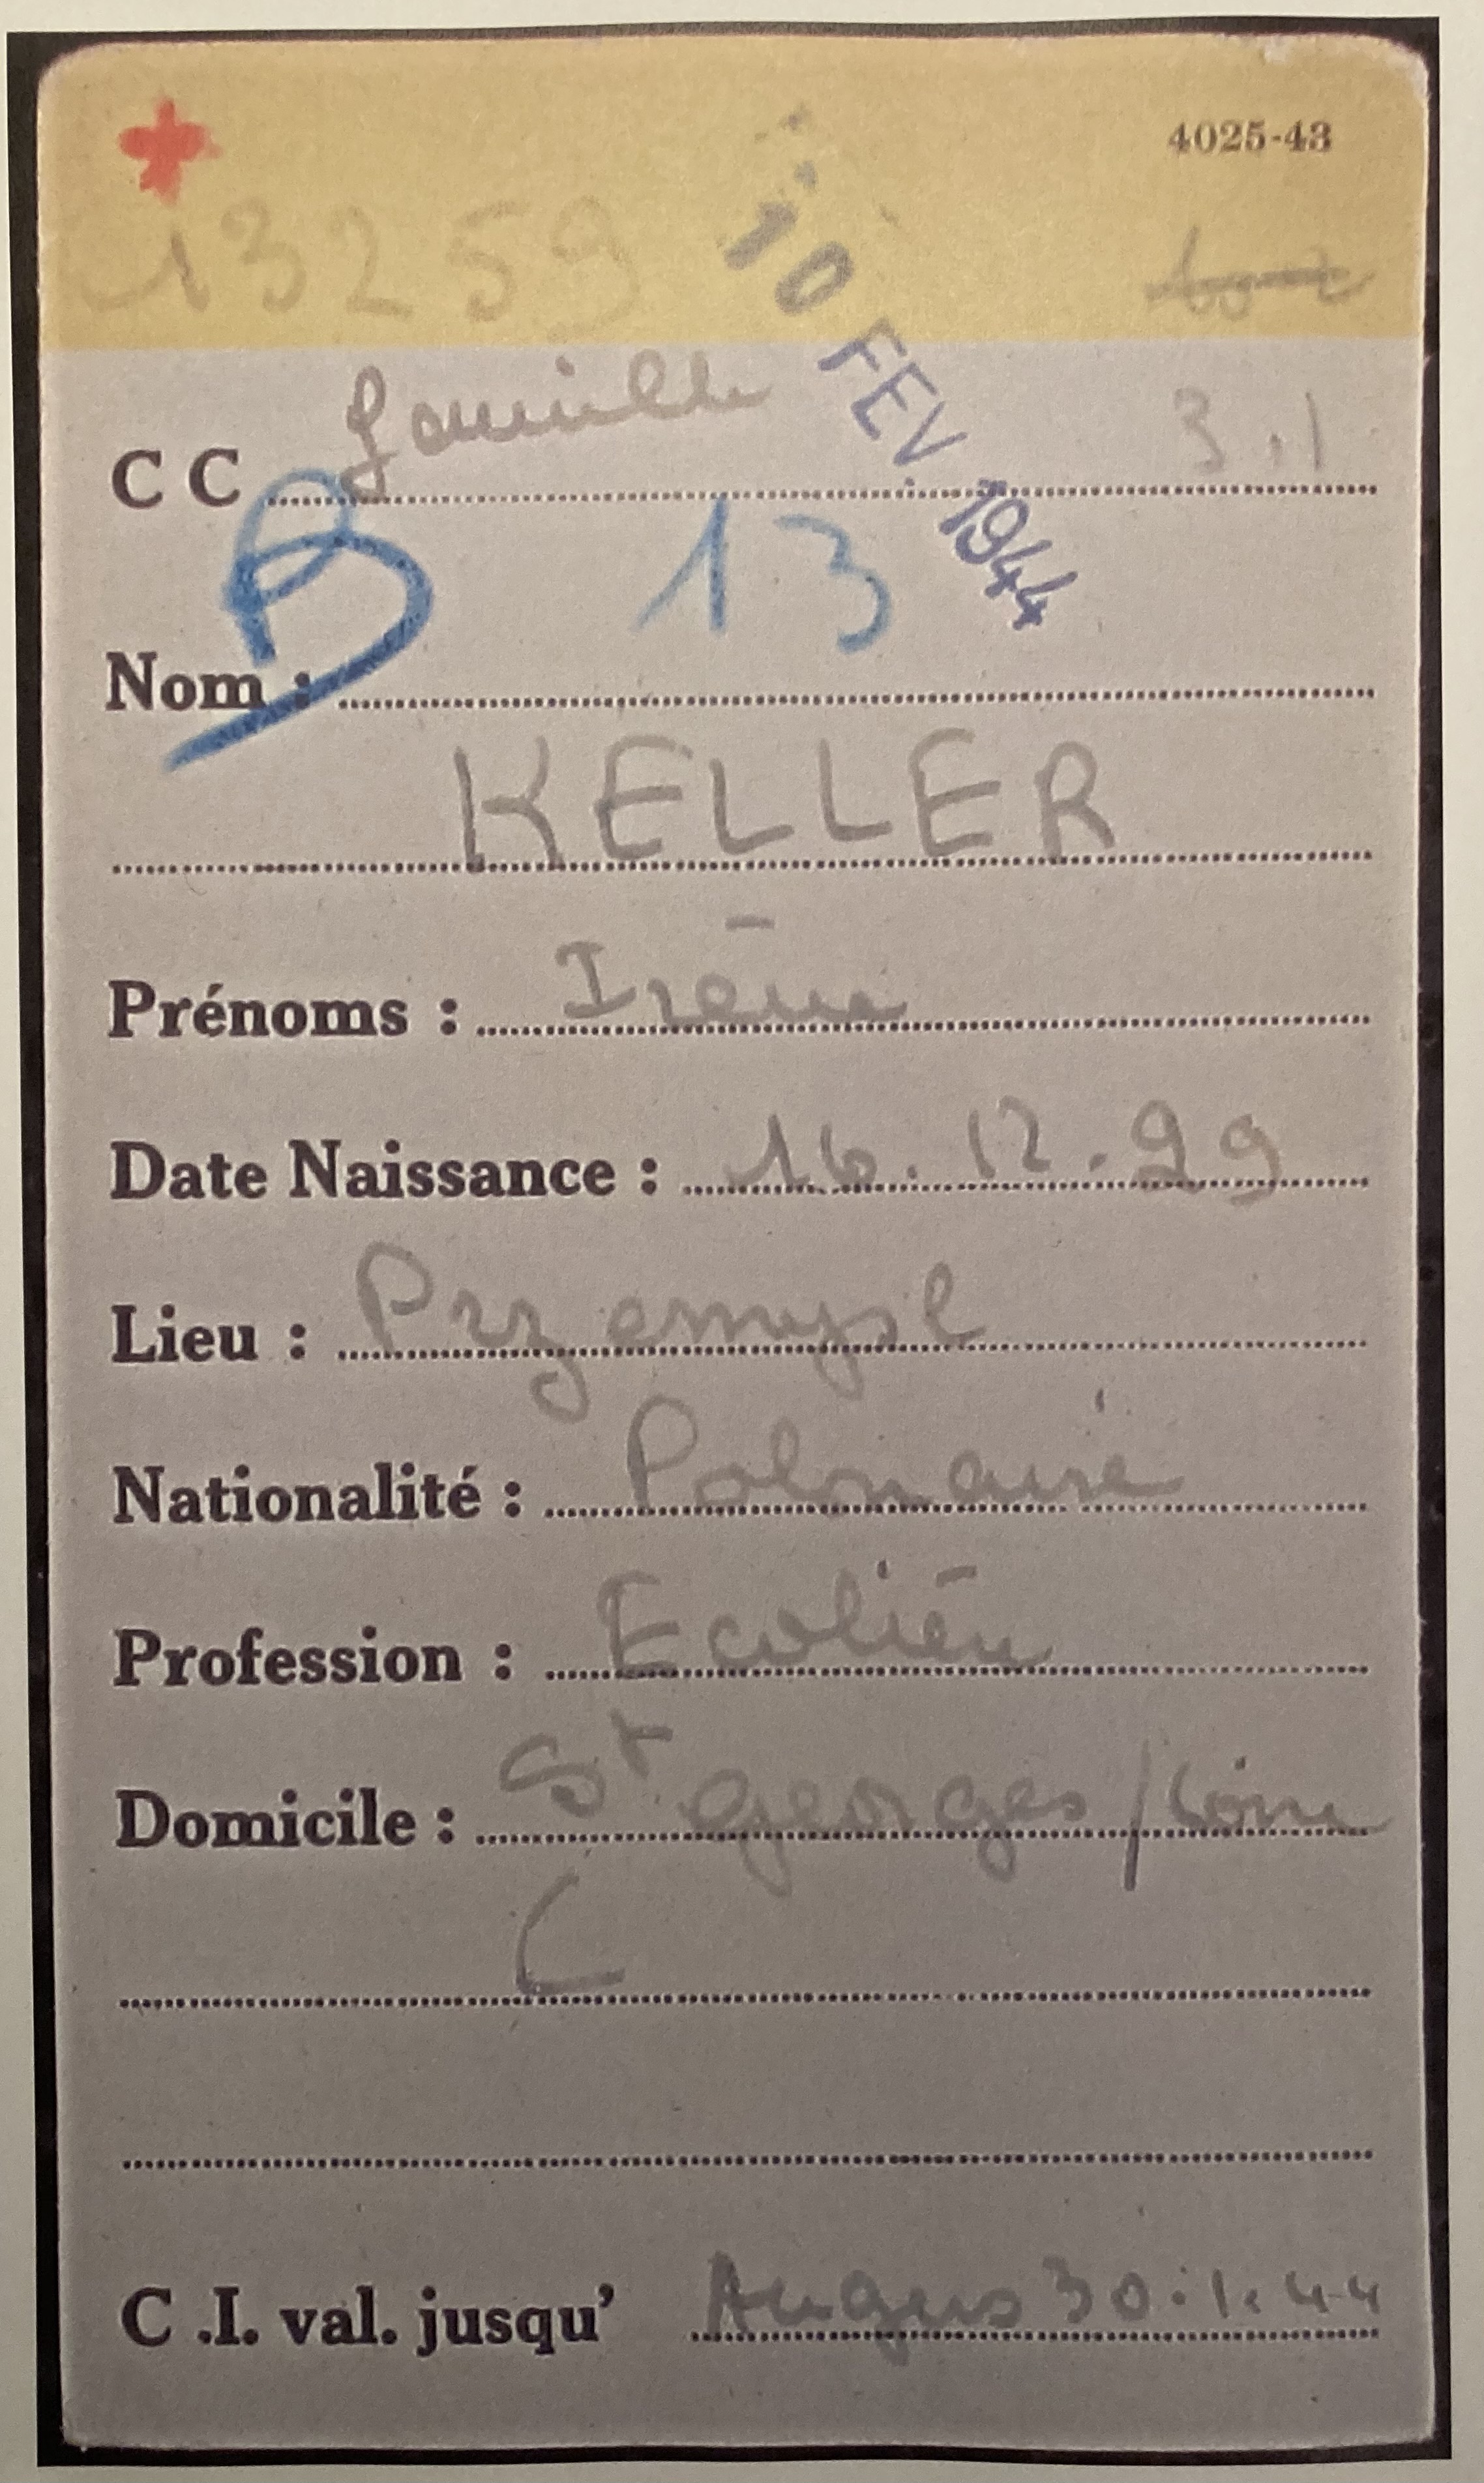 4025-43
13259
10 FEV 1944
C C famille 3.1
B 13
Nom :
KELLER
Prénoms : Irène
Date Naissance : 16.12.29
Lieu : Przemysl
Nationalité : Polonaise
Profession : Ecolière
Domicile : St georges / Loire
C .I. val. jusqu' Angers 30.1.44